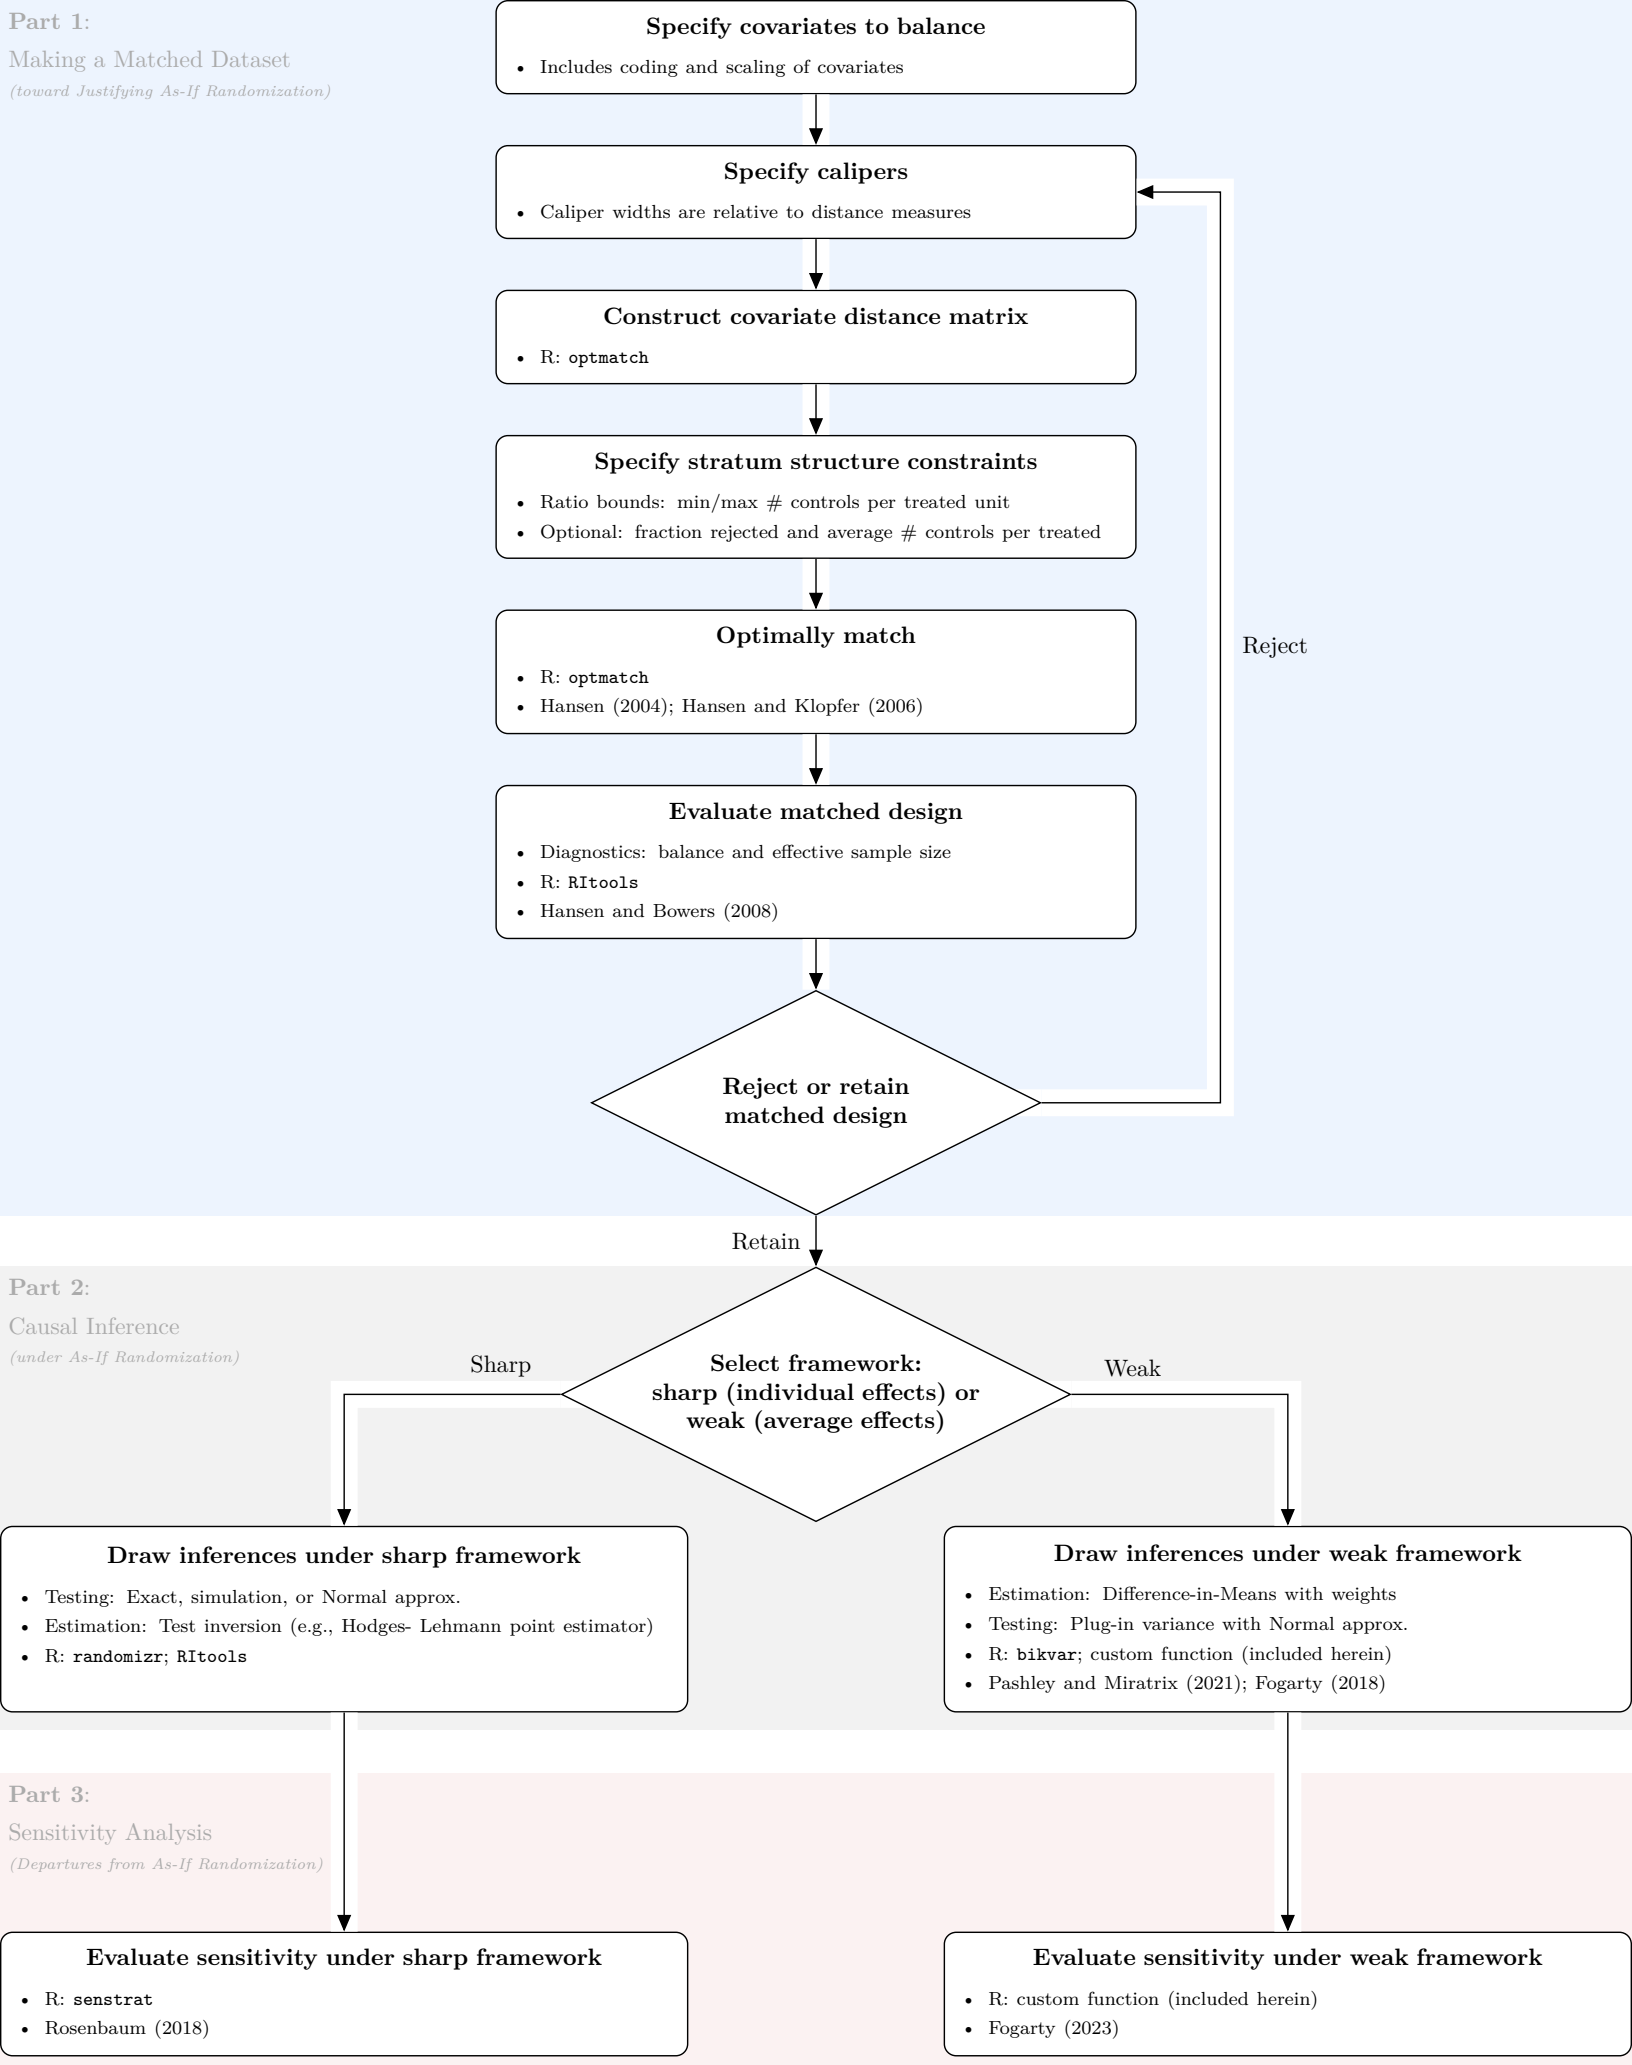 Part 1:
Making a Matched Dataset
(toward Justifying As-If Randomization)
Specify covariates to balance
• Includes coding and scaling of covariates
Specify calipers
• Caliper widths are relative to distance measures
Construct covariate distance matrix
• R: optmatch
Specify stratum structure constraints
• Ratio bounds: min/max # controls per treated unit
• Optional: fraction rejected and average # controls per treated
Optimally match
• R: optmatch
• Hansen (2004); Hansen and Klopfer (2006)
Reject
Evaluate matched design
• Diagnostics: balance and effective sample size
• R: RItools
• Hansen and Bowers (2008)
Reject or retain
matched design
Retain
Part 2:
Causal Inference
(under As-If Randomization)
Sharp
Select framework:
sharp (individual effects) or
weak (average effects)
Weak
Draw inferences under sharp framework
• Testing: Exact, simulation, or Normal approx.
• Estimation: Test inversion (e.g., Hodges- Lehmann point estimator)
• R: randomizr; RItools
Draw inferences under weak framework
• Estimation: Difference-in-Means with weights
• Testing: Plug-in variance with Normal approx.
• R: bikvar; custom function (included herein)
• Pashley and Miratrix (2021); Fogarty (2018)
Part 3:
Sensitivity Analysis
(Departures from As-If Randomization)
Evaluate sensitivity under sharp framework
• R: senstrat
• Rosenbaum (2018)
Evaluate sensitivity under weak framework
• R: custom function (included herein)
• Fogarty (2023)